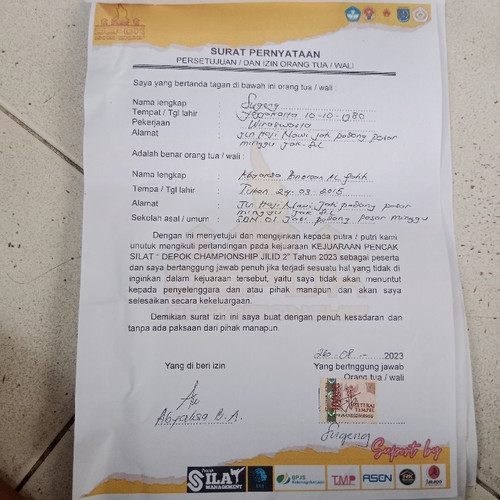 SURAT PERNYATAAN
PERSETUJUAN / DAN IZIN ORANG TUA / WALI
Saya yang bertanda tagan di bawah ini orang tua / wali :
Nama lengkap : Sugeng
Tempat / Tgl lahir : Yogyakarta 10-10-1980
Pekerjaan : Wiraswasta
Alamat : jln Haji Nawi jati padang pasar
minggu jak-sel
Adalah benar orang tua / wali :
Nama lengkap :
Tempa / Tgl lahir : Tuban 24-03-2015
Alamat : Jln Haji Nawi Jati padang pasar
minggu jak sel
Sekolah asal / umum : SDN 01 Jati padang pasar minggu
Dengan ini menyetujui dan mengijinkan kepada putra / putri kami
unutuk mengikuti pertandingan pada kejuaraan KEJUARAAN PENCAK
SILAT " DEPOK CHAMPIONSHIP JILID 2" Tahun 2023 sebagai peserta
dan saya bertanggung jawab penuh jika terjadi sesuatu hal yang tidak di
inginkan dalam kejuaraan tersebut, yaitu saya tidak akan menuntut
kepada penyelenggara dan atau pihak manapun dan akan saya
selesaikan secara kekeluargaan.
Demikian surat izin ini saya buat dengan penuh kesadaran dan
tanpa ada paksaan dari pihak manapun.
2023
Yang di beri izin
Yang bertnggung jawab
Orang tua / wali
METERAI
TEMPEL
Sugeng
Suport by
Pencak
SILAT
MANAGEMENT
BPJS
Ketenagakerjaan
TMP
ASEN